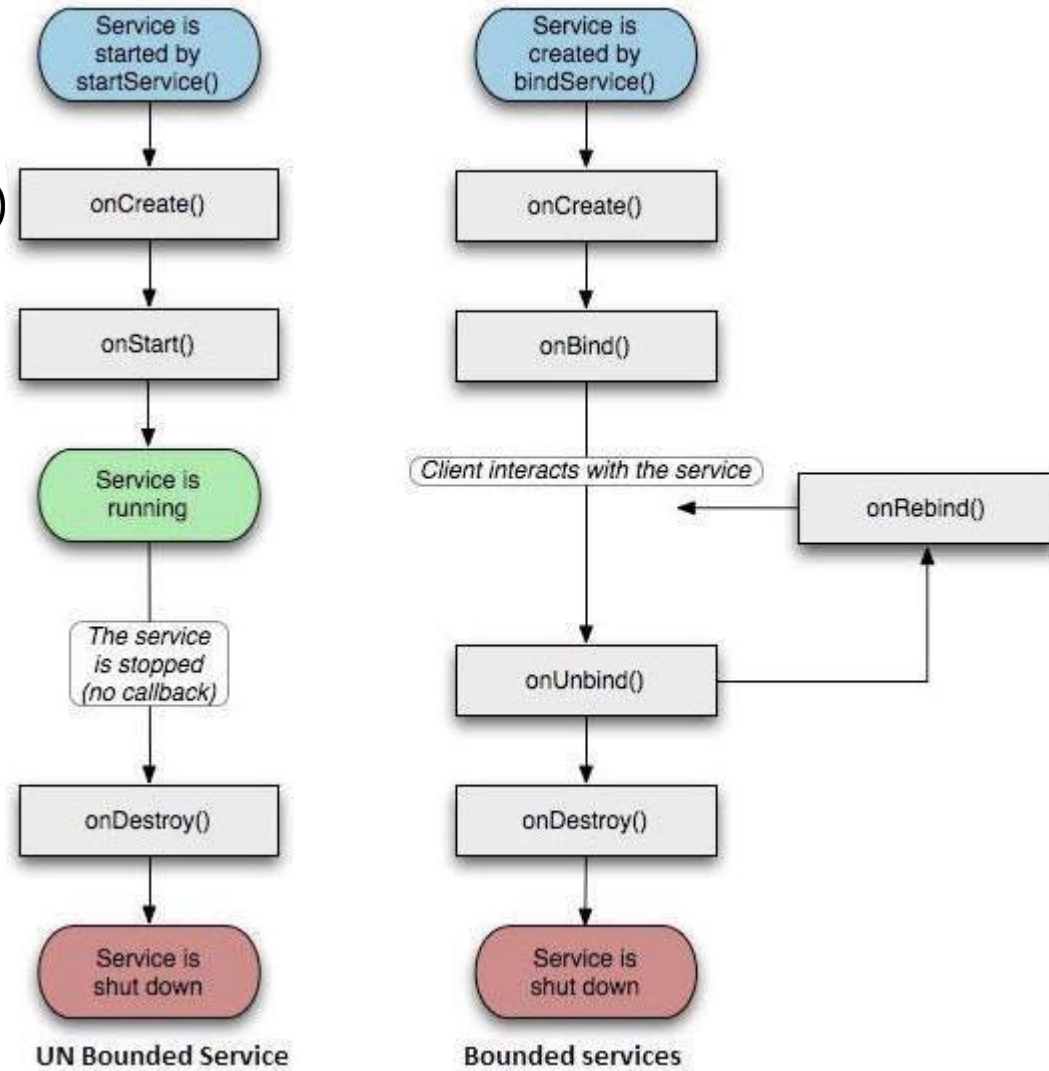 Service is
started by
startService()
)
onCreate()
onStart()
Service is
running
The service
is stopped
(no callback)
onDestroy()
Service is
shut down
UN Bounded Service
Service is
created by
bindService()
onCreate()
onBind()
Client interacts with the service
onRebind()
onUnbind()
onDestroy()
Service is
shut down
Bounded services